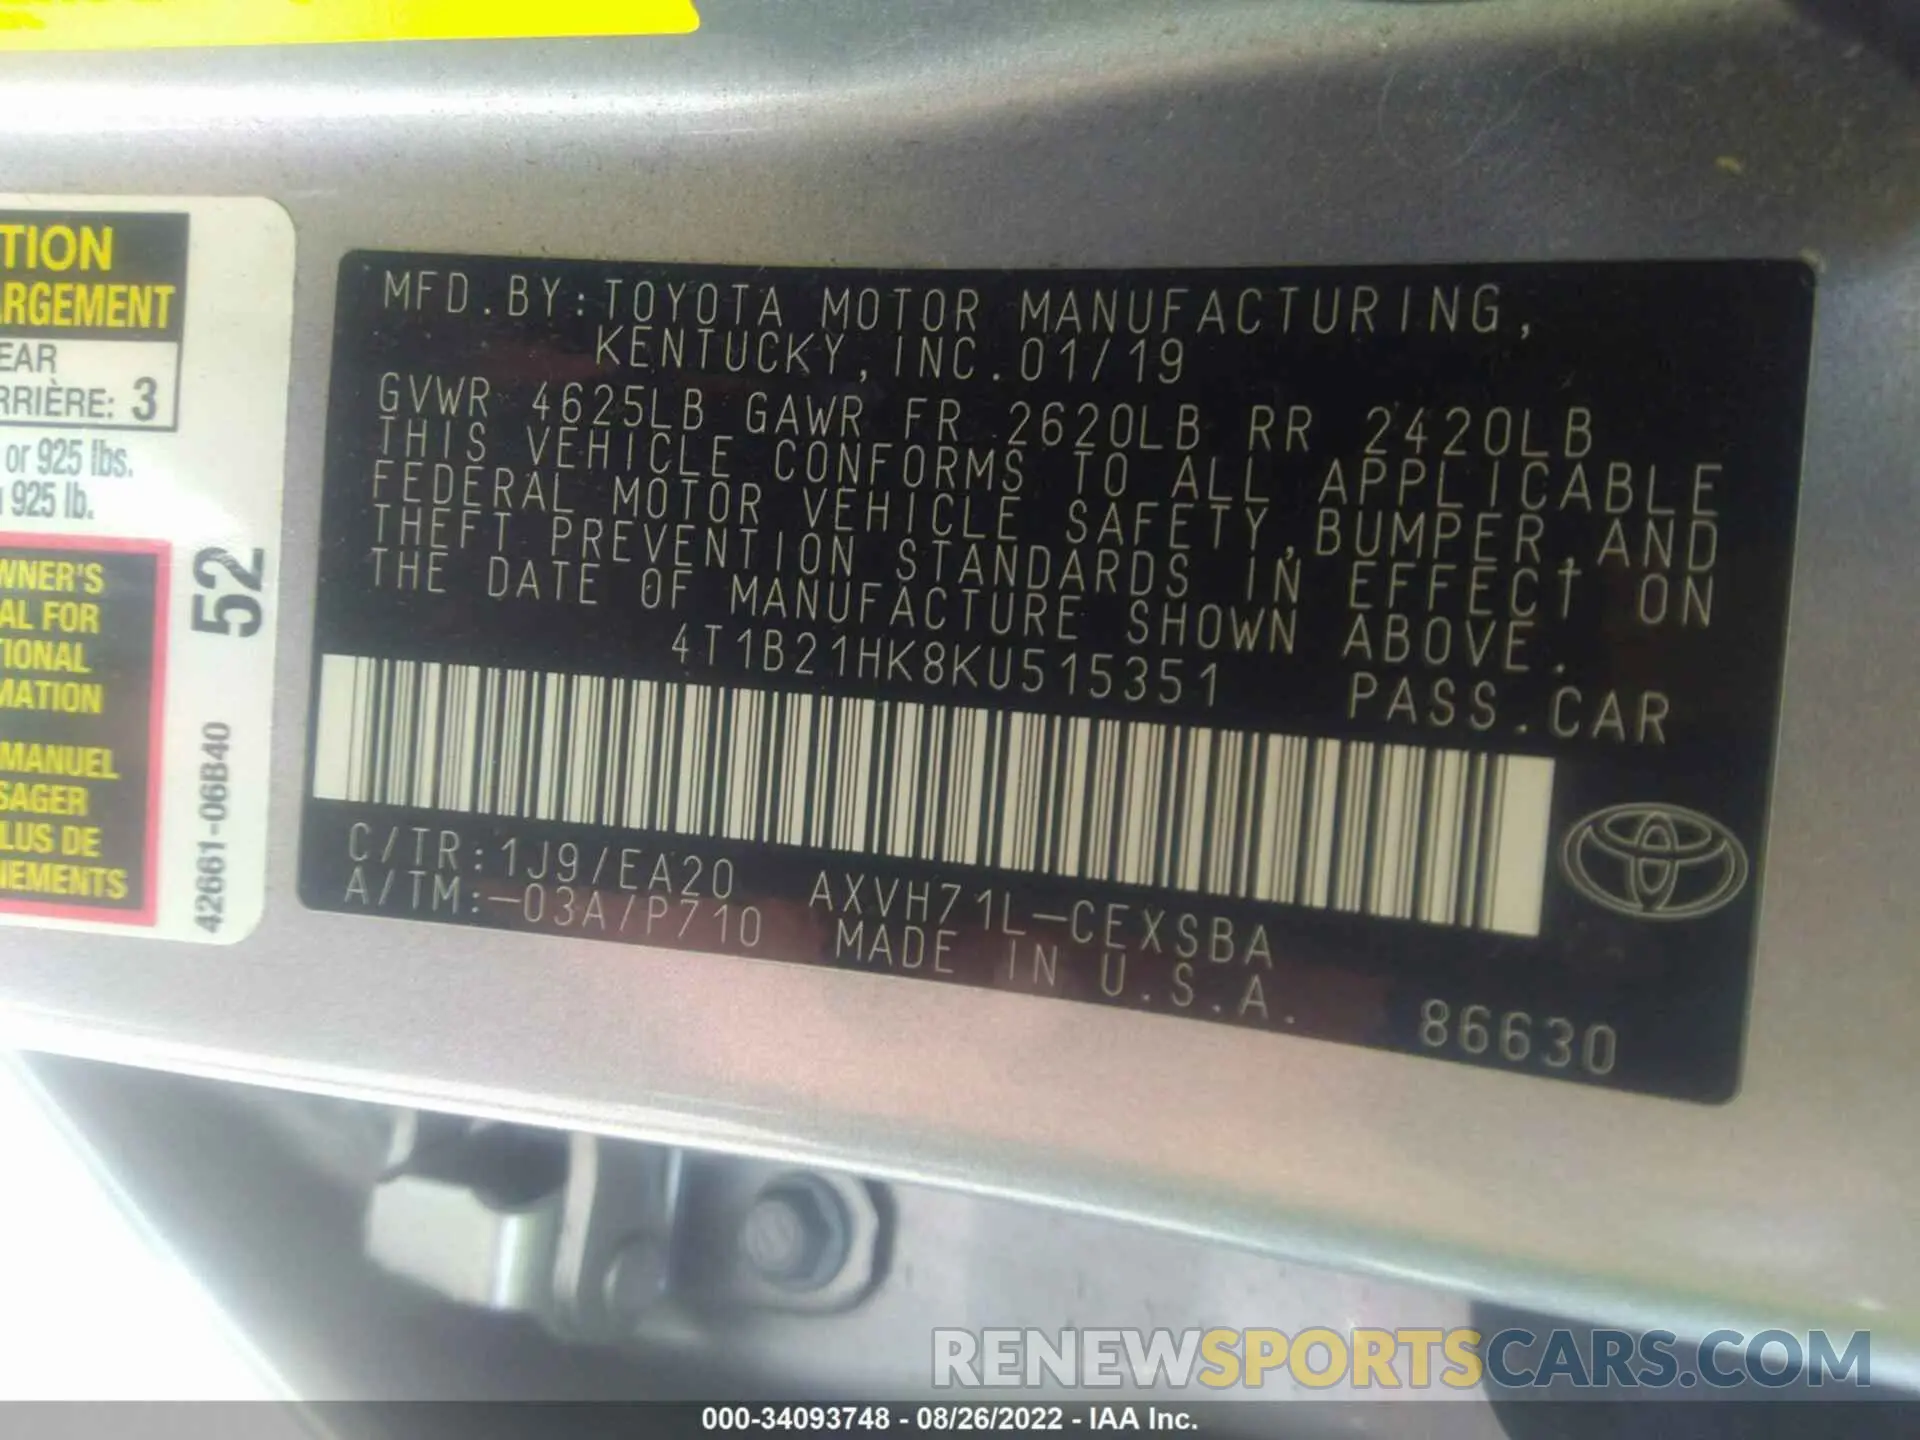 TION
ARGEMENT
EAR
RRIÈRE: 3
or 925 lbs.
925 lb.
WNER'S
AL FOR
TIONAL
MATION
MANUEL
SAGER
LUS DE
NEMENTS
52
42661-06B40
MFD.BY:TOYOTA MOTOR MANUFACTURING,
KENTUCKY,INC.01/19
GVWR 4625LB GAWR FR 2620LB RR 2420LB
THIS VEHICLE CONFORMS TO ALL APPLICABLE
FEDERAL MOTOR VEHICLE SAFETY,BUMPER,AND
THEFT PREVENTION STANDARDS IN EFFECT ON
THE DATE OF MANUFACTURE SHOWN ABOVE.
4T1B21HK8KU515351 PASS.CAR
C/TR:1J9/EA20 AXVH71L-CEXSBA
A/TM:-03A/P710 MADE IN U.S.A.
86630
RENEWSPORTSCARS.COM
000-34093748 - 08/26/2022 - IAA Inc.